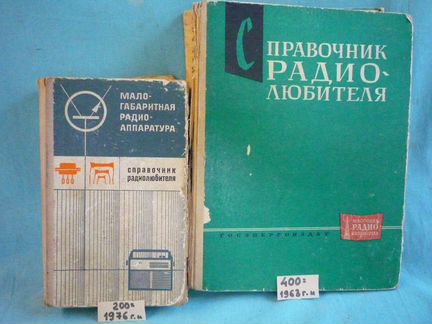 МАЛО-
ГАБАРИТНАЯ
РАДИО-
АППАРАТУРА
справочник
радиолюбителя
200=
1976 г. и
СПРАВОЧНИК
РАДИО-
ЛЮБИТЕЛЯ
ГОСЭНЕРГОИЗДАТ
МАССОВАЯ
РАДИО
БИБЛИОТЕКА
400=
1963 г. и